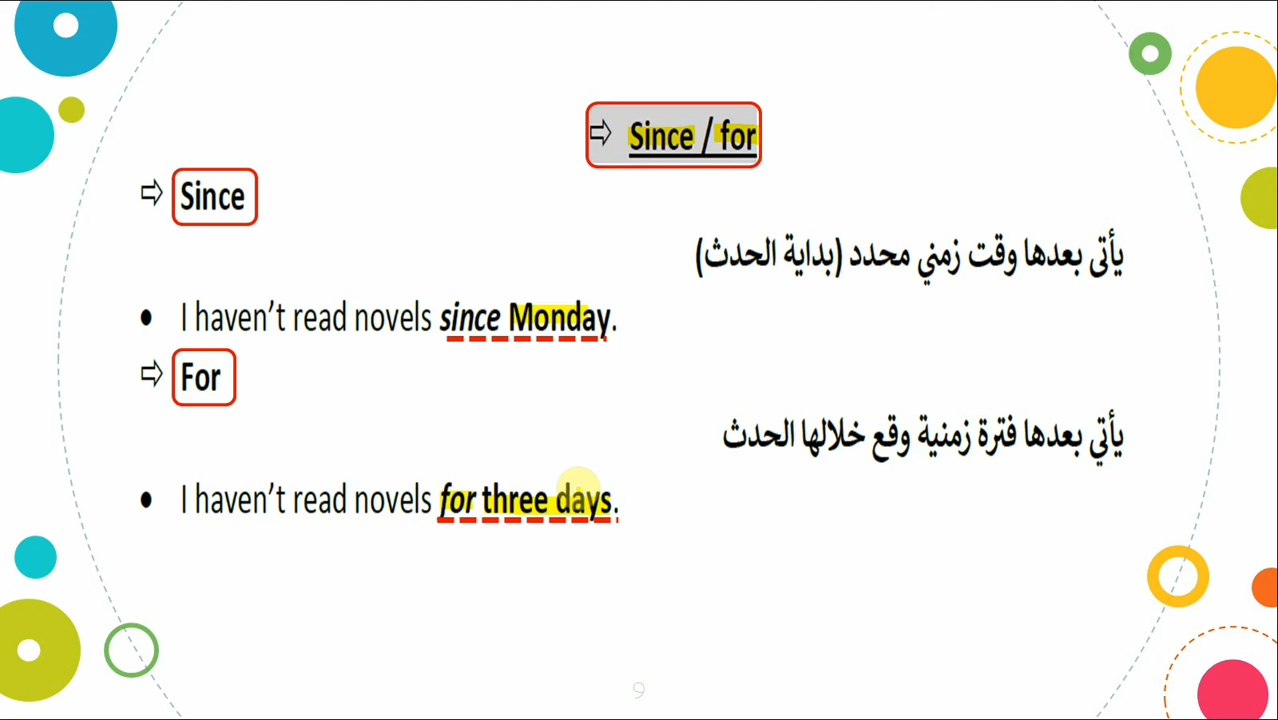 ⇨ Since / for
⇨ Since
يأتى بعدها وقت زمني محدد (بداية الحدث)
• I haven’t read novels since Monday.
⇨ For
يأتي بعدها فترة زمنية وقع خلالها الحدث
• I haven’t read novels for three days.
9